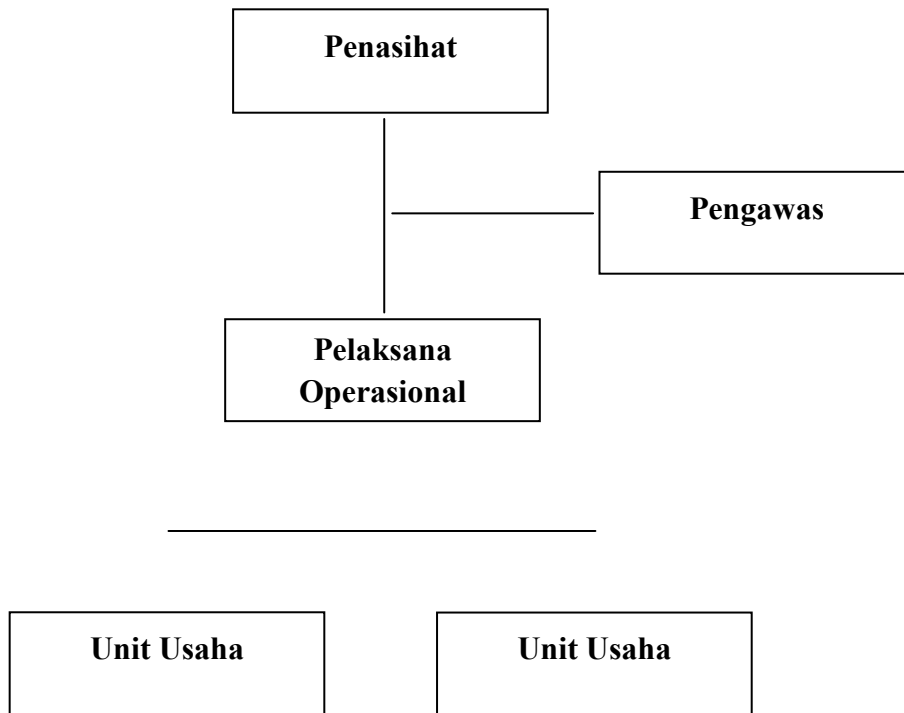 Penasihat
Pengawas
Pelaksana
Operasional
Unit Usaha
Unit Usaha